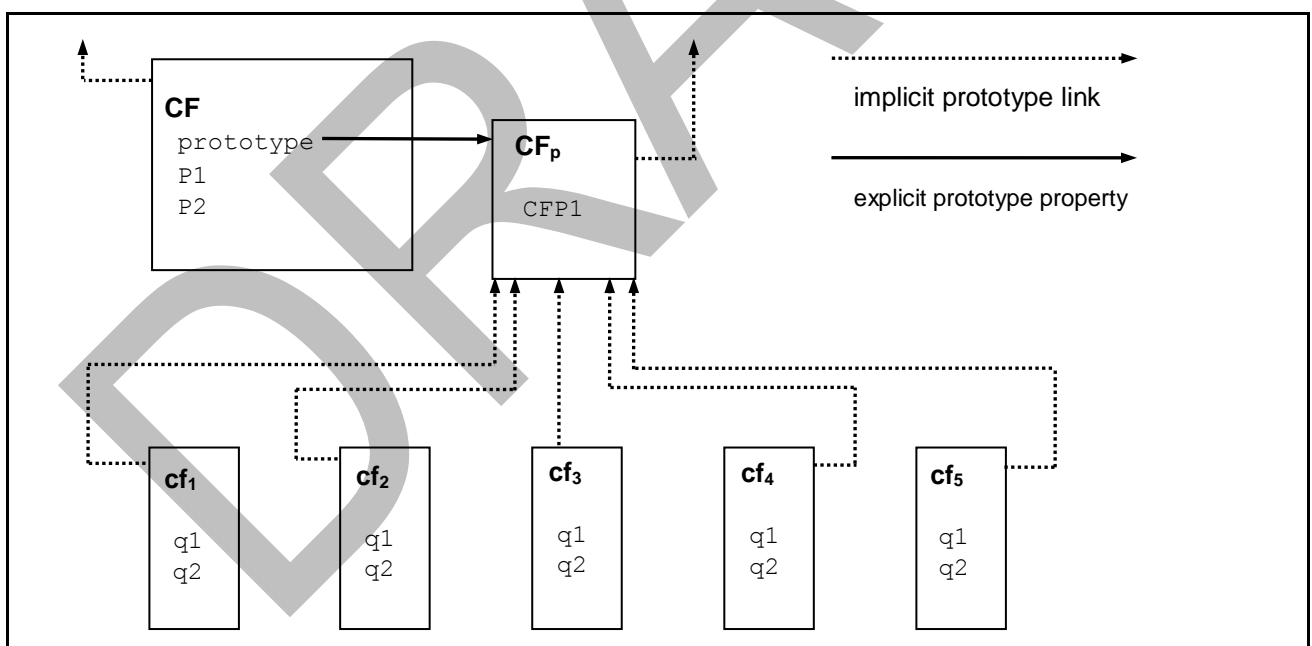 CF
prototype
P1
P2
CFp
CFP1
implicit prototype link
explicit prototype property
cf1
q1
q2
cf2
q1
q2
cf3
q1
q2
cf4
q1
q2
cf5
q1
q2
DRA